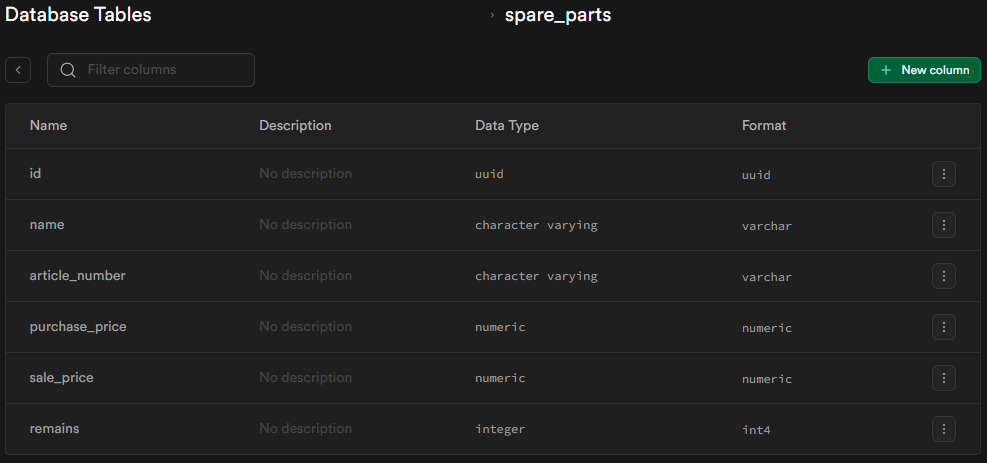 Database Tables › spare_parts
Filter columns
New column
Name Description Data Type Format
id No description uuid uuid
name No description character varying varchar
article_number No description character varying varchar
purchase_price No description numeric numeric
sale_price No description numeric numeric
remains No description integer int4